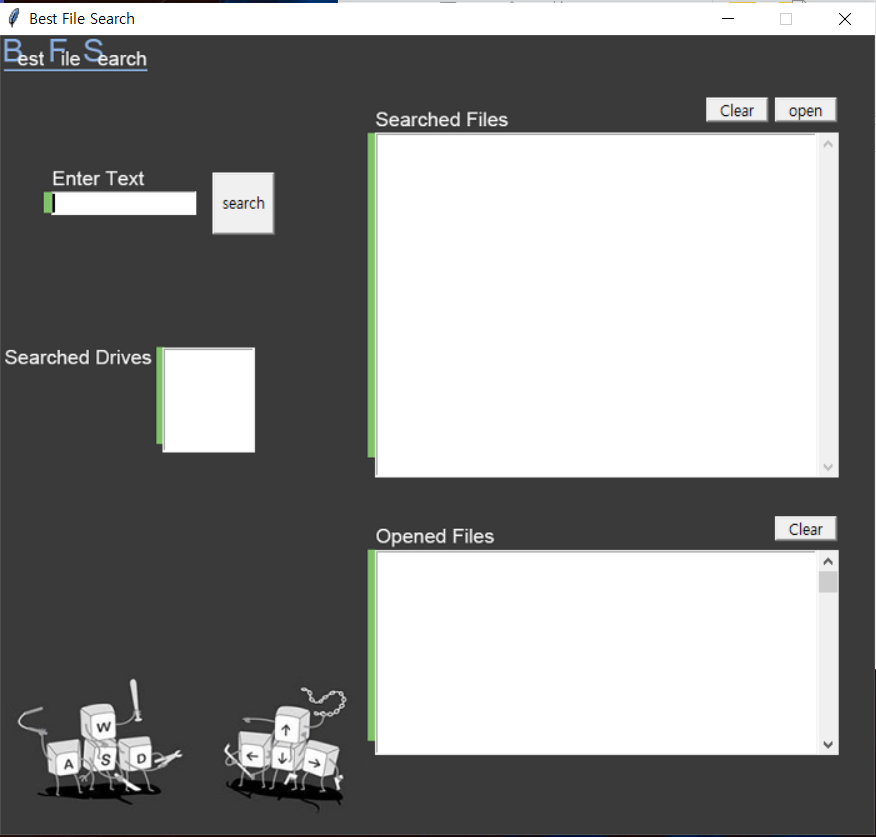 Best File Search
Best File Search
Clear open
Searched Files
Enter Text
search
Searched Drives
Clear
Opened Files
W
A S D
↑
← ↓ →